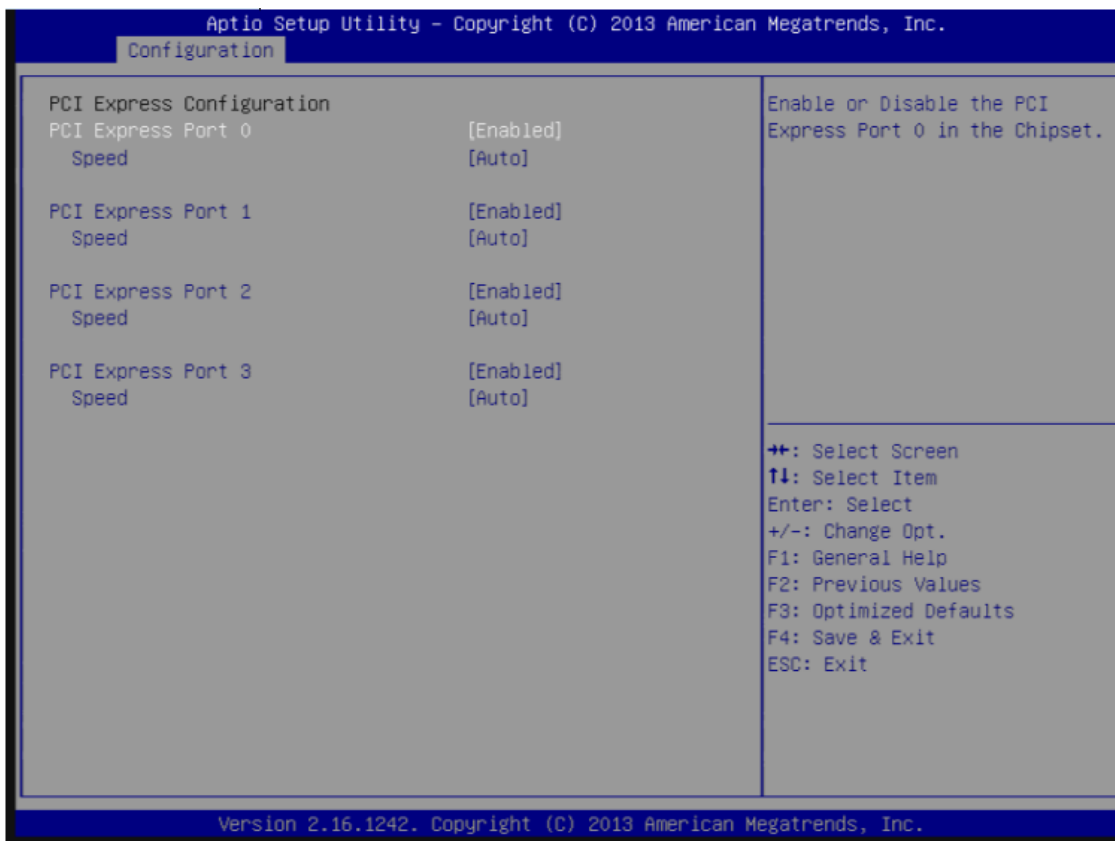 Aptio Setup Utility - Copyright (C) 2013 American Megatrends, Inc.
Configuration
PCI Express Configuration
PCI Express Port 0 [Enabled]
Speed [Auto]
PCI Express Port 1 [Enabled]
Speed [Auto]
PCI Express Port 2 [Enabled]
Speed [Auto]
PCI Express Port 3 [Enabled]
Speed [Auto]
Enable or Disable the PCI
Express Port 0 in the Chipset.
→←: Select Screen
↑↓: Select Item
Enter: Select
+/-: Change Opt.
F1: General Help
F2: Previous Values
F3: Optimized Defaults
F4: Save & Exit
ESC: Exit
Version 2.16.1242. Copyright (C) 2013 American Megatrends, Inc.